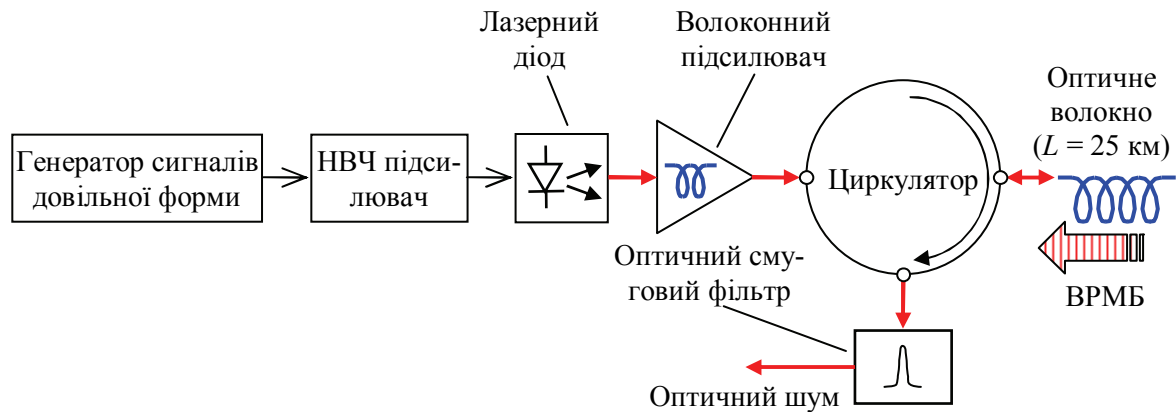 Лазерний
діод
Волоконний
підсилювач
Оптичне
волокно
(L = 25 км)
Генератор сигналів
довільної форми
НВЧ підси-
лювач
Циркулятор
Оптичний сму-
говий фільтр
ВРМБ
Оптичний шум